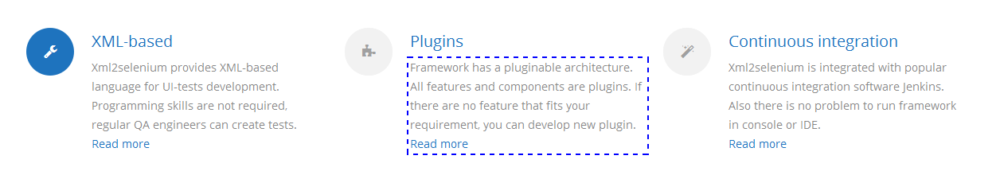 XML-based
Xml2selenium provides XML-based
language for UI-tests development.
Programming skills are not required,
regular QA engineers can create tests.
Read more
Plugins
Framework has a pluginable architecture.
All features and components are plugins. If
there are no feature that fits your
requirement, you can develop new plugin.
Read more
Continuous integration
Xml2selenium is integrated with popular
continuous integration software Jenkins.
Also there is no problem to run framework
in console or IDE.
Read more